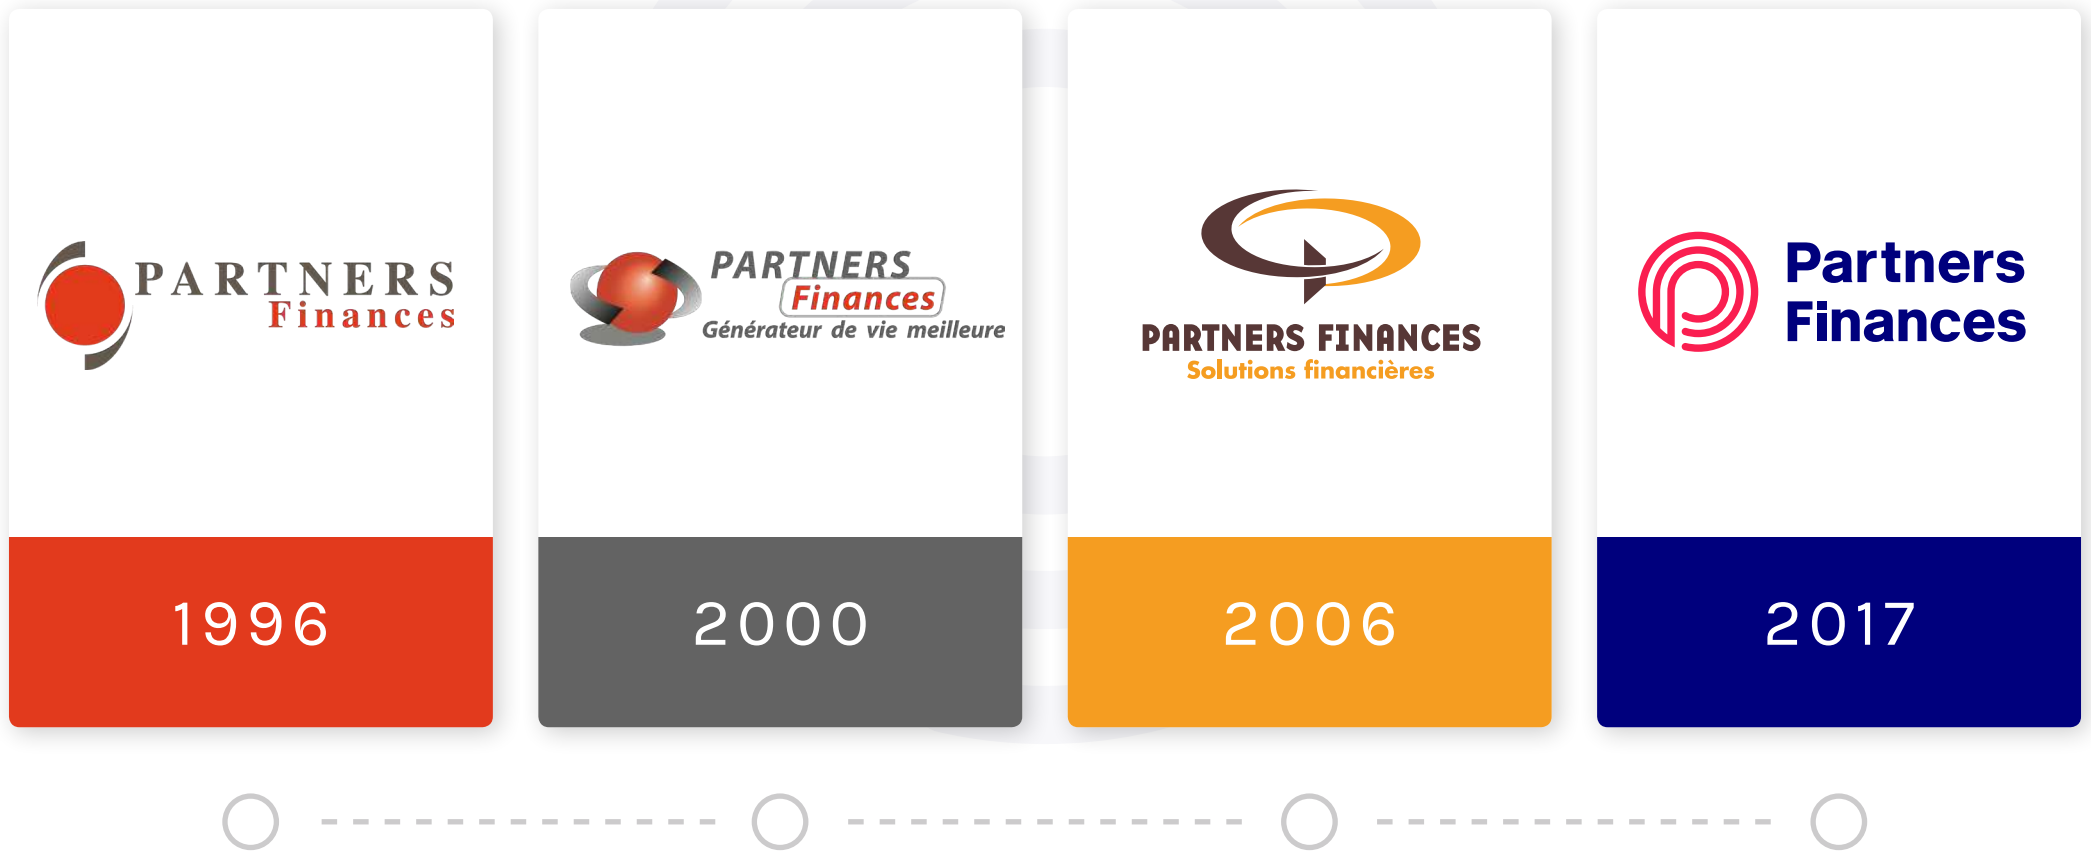 PARTNERS
Finances
1996
PARTNERS
Finances
Générateur de vie meilleure
2000
PARTNERS FINANCES
Solutions financières
2006
Partners
Finances
2017